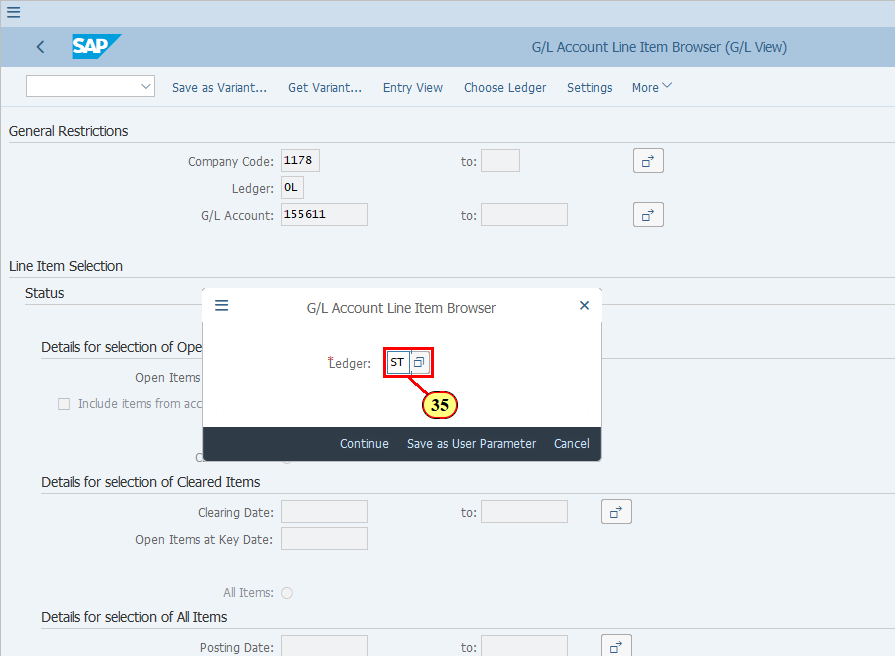 SAP
G/L Account Line Item Browser (G/L View)
Save as Variant... Get Variant... Entry View Choose Ledger Settings More
General Restrictions
Company Code: 1178 to:
Ledger: 0L
G/L Account: 155611 to:
Line Item Selection
Status
G/L Account Line Item Browser
Details for selection of Ope
*Ledger: ST
Open Items
Include items from acc
35
Continue Save as User Parameter Cancel
C
Details for selection of Cleared Items
Clearing Date: to:
Open Items at Key Date:
All Items:
Details for selection of All Items
Posting Date: to: